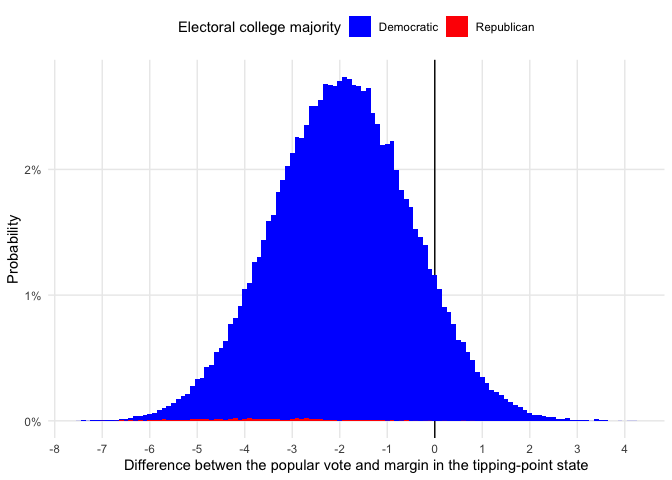 Electoral college majority Democratic Republican
2%
1%
0%
Probability
-8 -7 -6 -5 -4 -3 -2 -1 0 1 2 3 4
Difference betwen the popular vote and margin in the tipping-point state